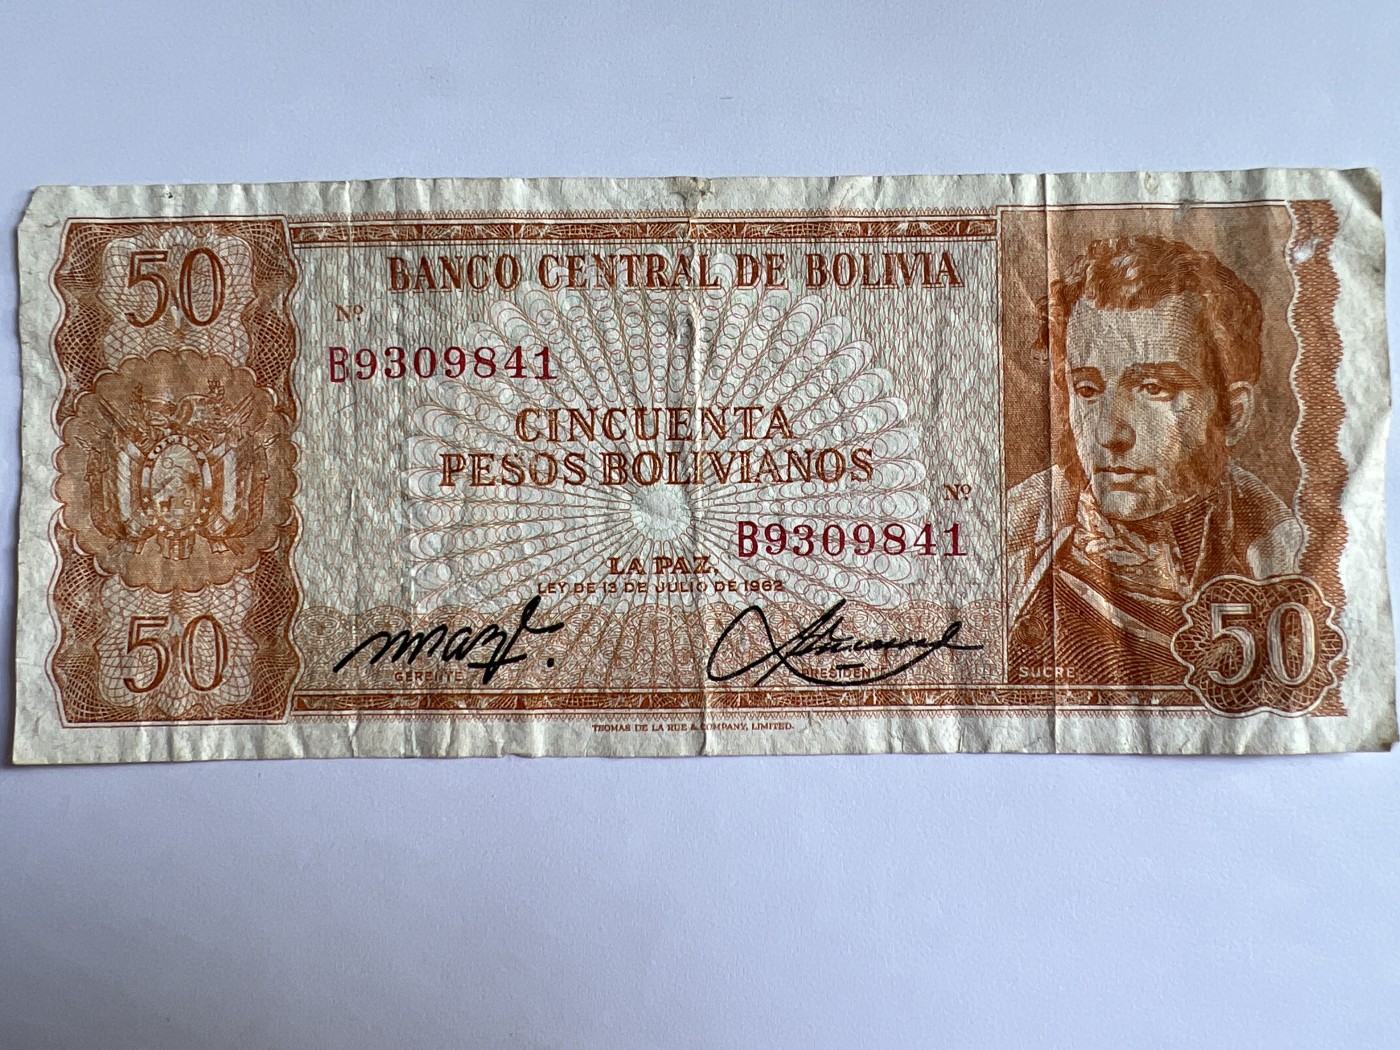 50
BANCO CENTRAL DE BOLIVIA
Nº
B9309841
BOLIVIA
CINCUENTA
PESOS BOLIVIANOS
Nº
B9309841
LA PAZ,
LEY DE 13 DE JULIO DE 1962
50
GERENTE
PRESIDENTE
SUCRE
50
THOMAS DE LA RUE & COMPANY, LIMITED.